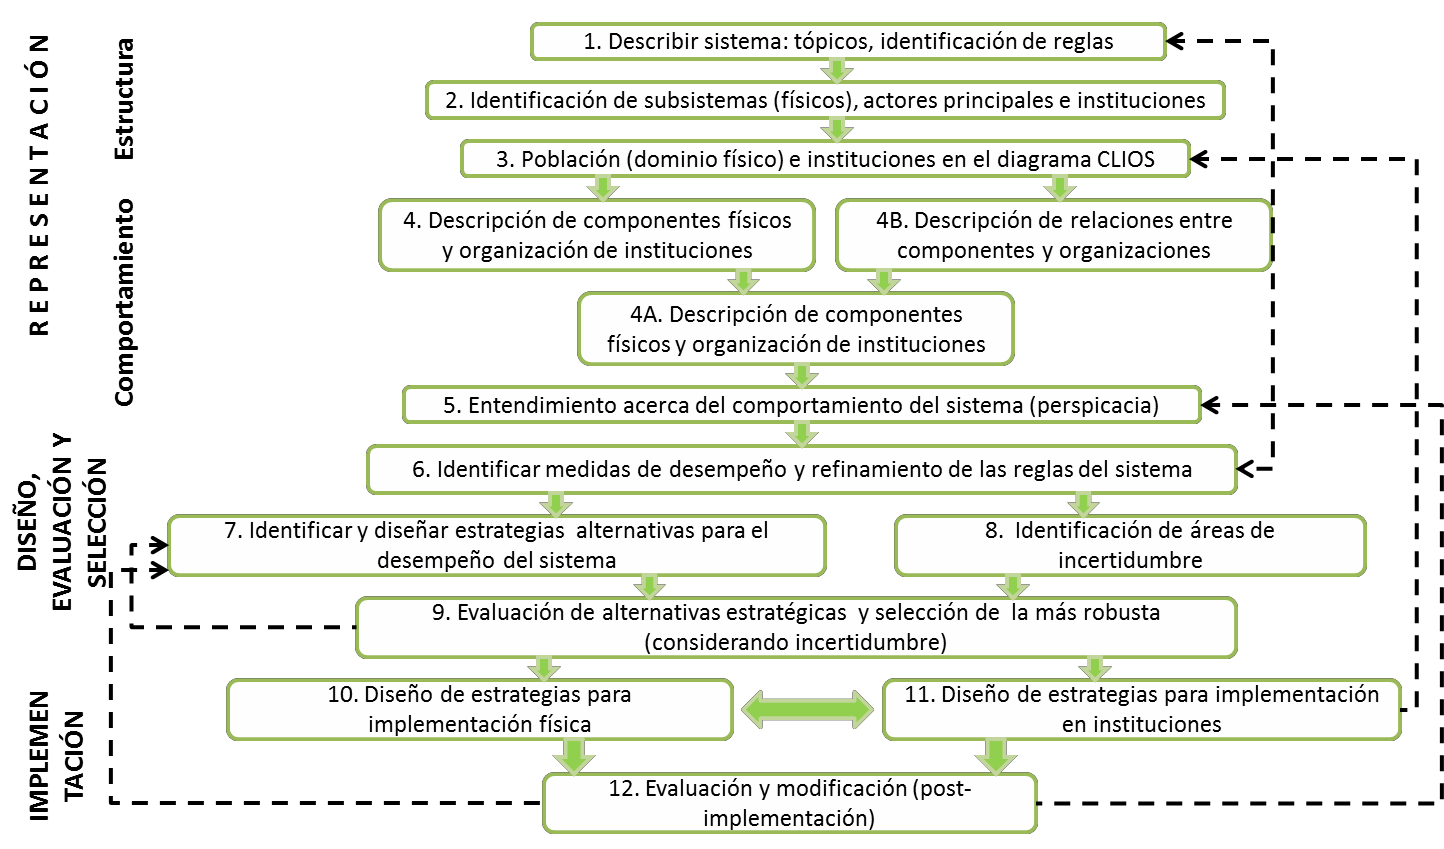 REPRESENTACIÓN
Estructura
Comportamiento
1. Describir sistema: tópicos, identificación de reglas
2. Identificación de subsistemas (físicos), actores principales e instituciones
3. Población (dominio físico) e instituciones en el diagrama CLIOS
4. Descripción de componentes físicos
y organización de instituciones
4B. Descripción de relaciones entre
componentes y organizaciones
4A. Descripción de componentes
físicos y organización de instituciones
5. Entendimiento acerca del comportamiento del sistema (perspicacia)
DISEÑO,
EVALUACIÓN Y
SELECCIÓN
6. Identificar medidas de desempeño y refinamiento de las reglas del sistema
7. Identificar y diseñar estrategias alternativas para el
desempeño del sistema
8. Identificación de áreas de
incertidumbre
9. Evaluación de alternativas estratégicas y selección de la más robusta
(considerando incertidumbre)
IMPLEMEN
TACIÓN
10. Diseño de estrategias para
implementación física
11. Diseño de estrategias para implementación
en instituciones
12. Evaluación y modificación (post-
implementación)